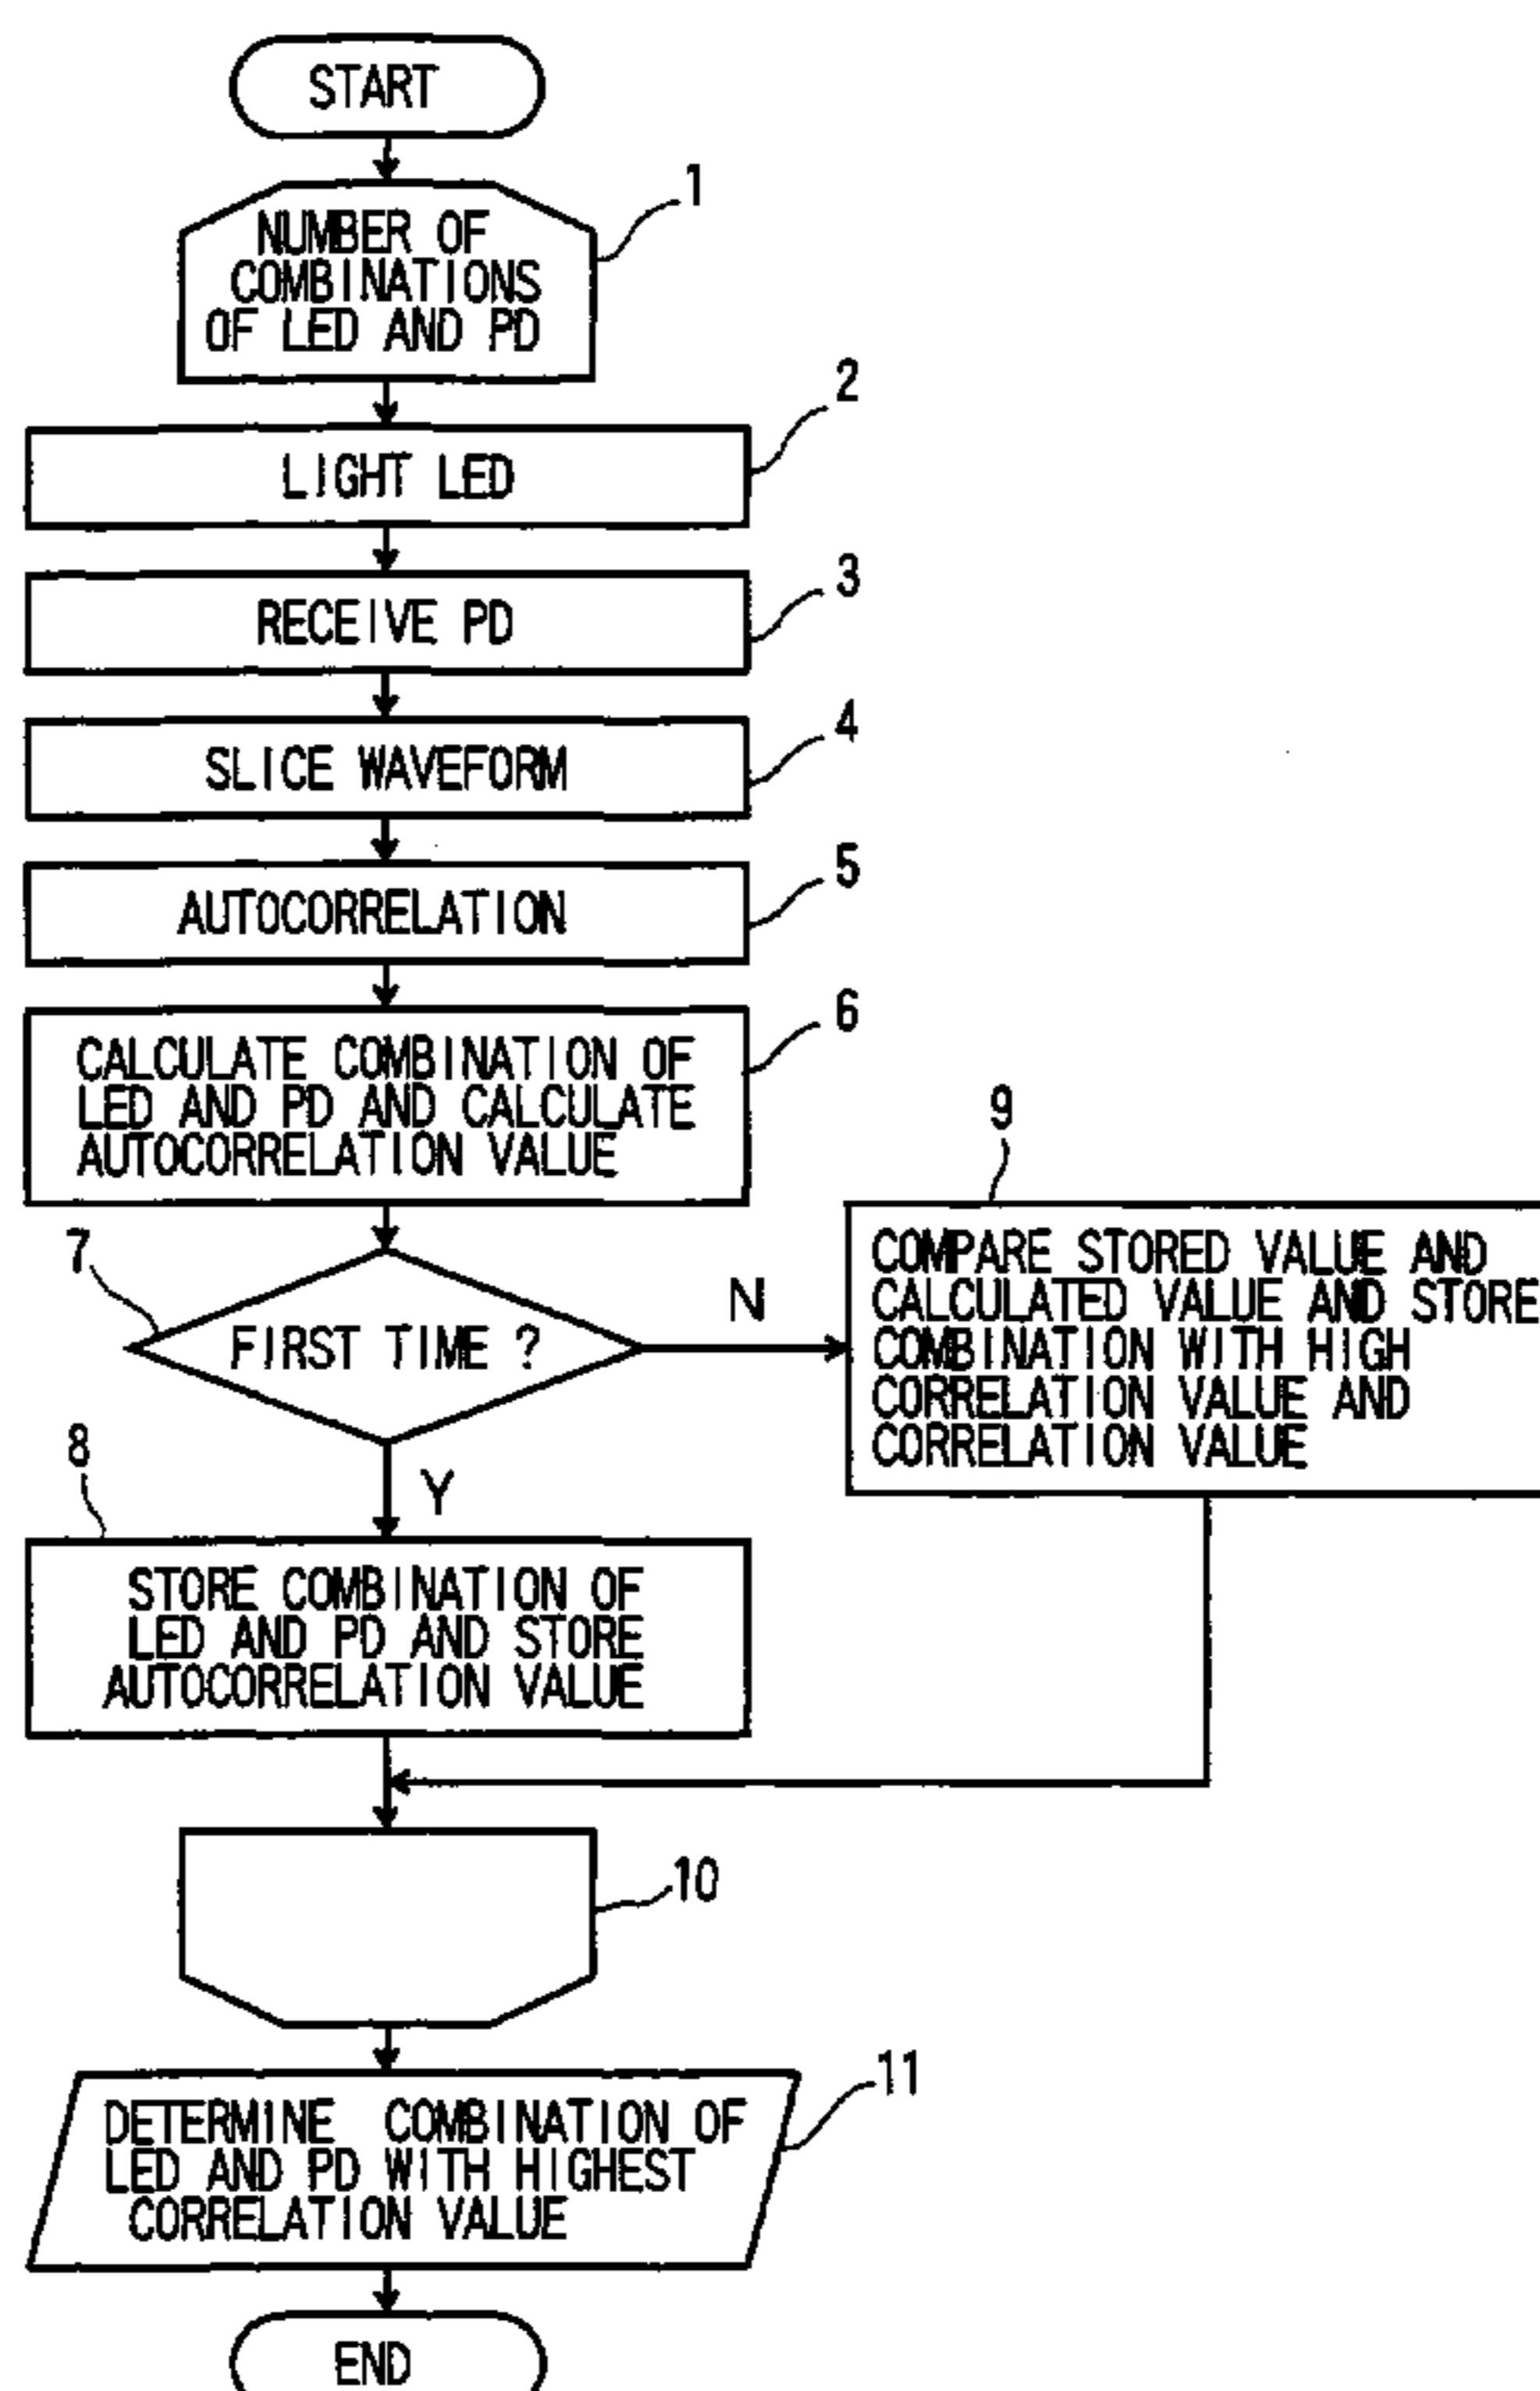 START
1
NUMBER OF
COMBINATIONS
OF LED AND PD
2
LIGHT LED
3
RECEIVE PD
4
SLICE WAVEFORM
5
AUTOCORRELATION
6
CALCULATE COMBINATION OF
LED AND PD AND CALCULATE
AUTOCORRELATION VALUE
7
FIRST TIME ?
N
9
COMPARE STORED VALUE AND
CALCULATED VALUE AND STORE
COMBINATION WITH HIGH
CORRELATION VALUE AND
CORRELATION VALUE
Y
8
STORE COMBINATION OF
LED AND PD AND STORE
AUTOCORRELATION VALUE
10
11
DETERMINE COMBINATION OF
LED AND PD WITH HIGHEST
CORRELATION VALUE
END